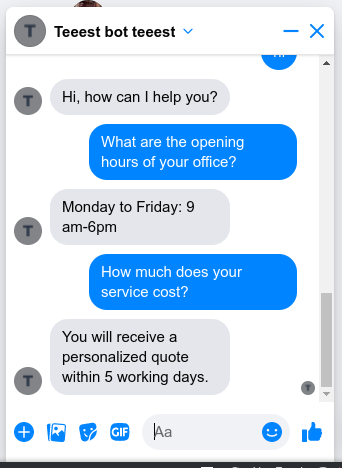 T Teeest bot teeest
Hi
T Hi, how can I help you?
What are the opening
hours of your office?
Monday to Friday: 9
T am-6pm
How much does your
service cost?
You will receive a
personalized quote
T within 5 working days.
T
GIF Aa